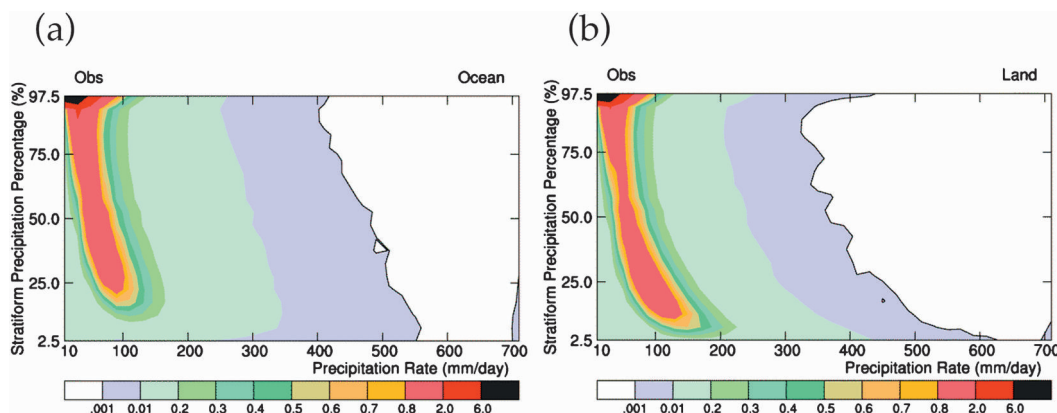 (a)
(b)
Obs Ocean
Obs Land
Stratiform Precipitation Percentage (%)
97.5
75.0
50.0
25.0
2.5
10 100 200 300 400 500 600 700
Precipitation Rate (mm/day)
.001 0.01 0.2 0.3 0.4 0.5 0.6 0.7 0.8 2.0 6.0
Stratiform Precipitation Percentage (%)
97.5
75.0
50.0
25.0
2.5
10 100 200 300 400 500 600 700
Precipitation Rate (mm/day)
.001 0.01 0.2 0.3 0.4 0.5 0.6 0.7 0.8 2.0 6.0